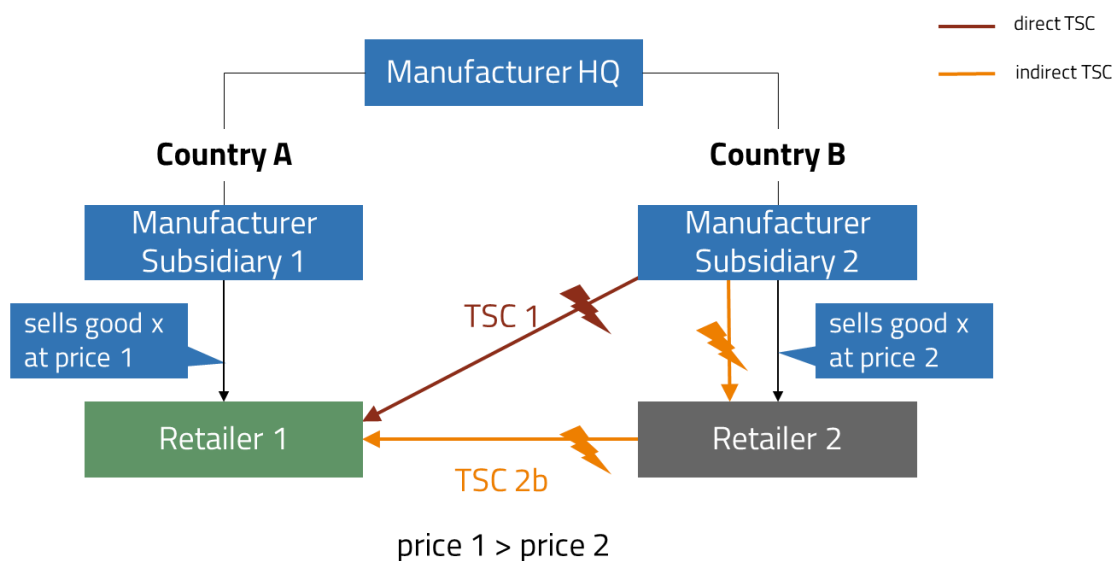 direct TSC
Manufacturer HQ
indirect TSC
Country A
Country B
Manufacturer
Subsidiary 1
Manufacturer
Subsidiary 2
sells good x
at price 1
TSC 1
sells good x
at price 2
Retailer 1
Retailer 2
TSC 2b
price 1 > price 2